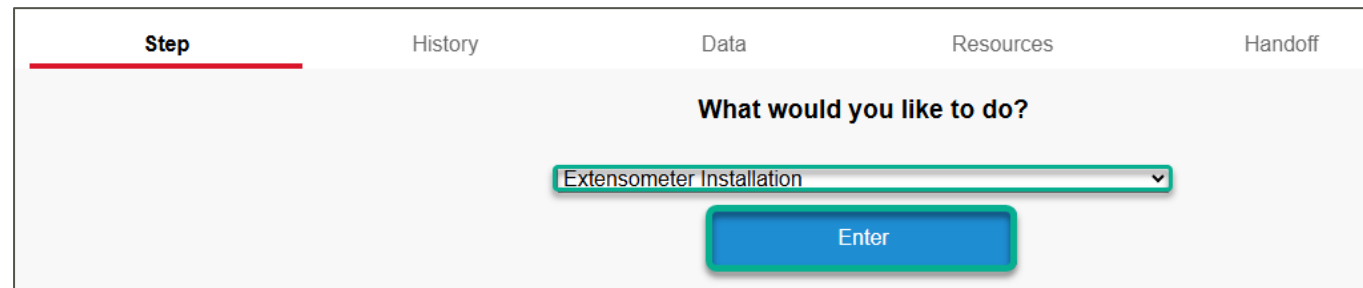 Step History Data Resources Handoff
What would you like to do?
Extensometer Installation
Enter